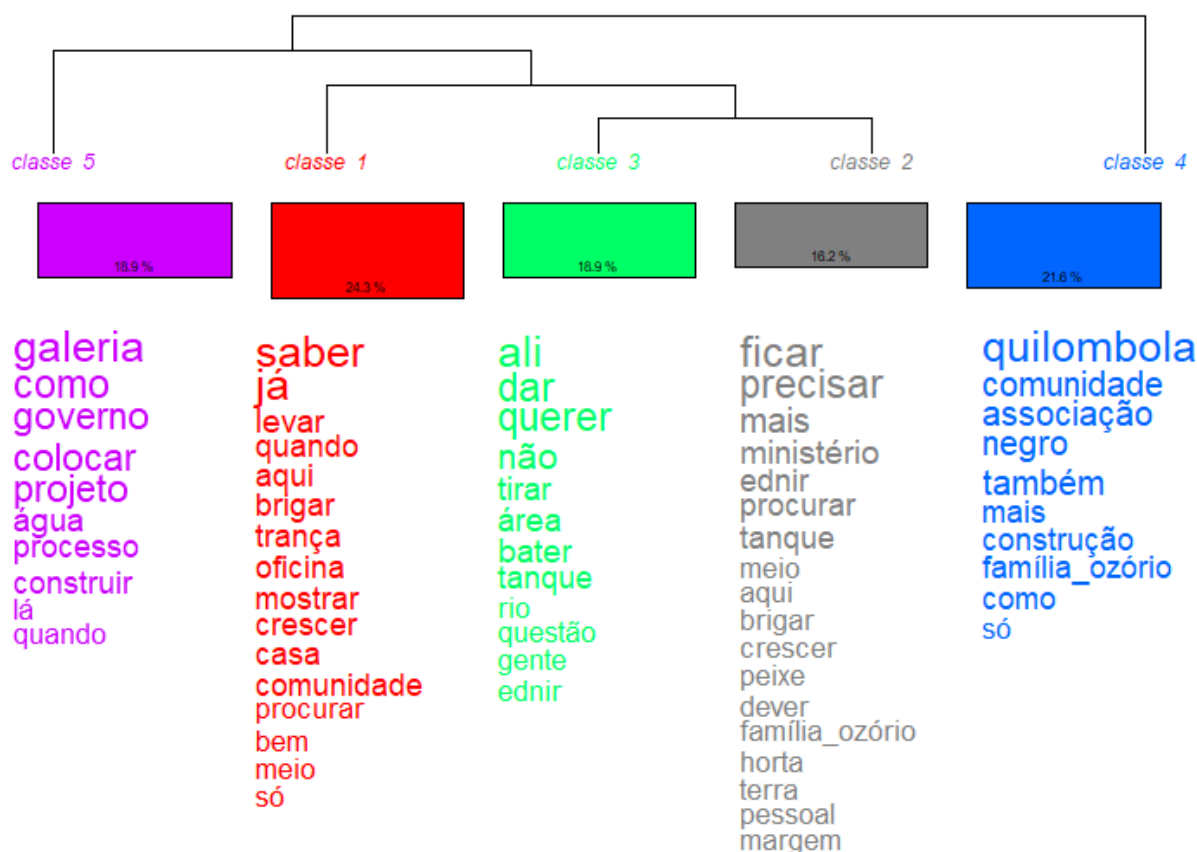 classe 5
classe 1
classe 3
classe 2
classe 4
18.9 %
24.3 %
18.9 %
16.2 %
21.6 %
galeria
como
governo
colocar
projeto
água
processo
construir
lá
quando
saber
já
levar
quando
aqui
brigar
trança
oficina
mostrar
crescer
casa
comunidade
procurar
bem
meio
só
ali
dar
querer
não
tirar
área
bater
tanque
rio
questão
gente
ednir
ficar
precisar
mais
ministério
ednir
procurar
tanque
meio
aqui
brigar
crescer
peixe
dever
família_ozório
horta
terra
pessoal
margem
quilombola
comunidade
associação
negro
também
mais
construção
família_ozório
como
só